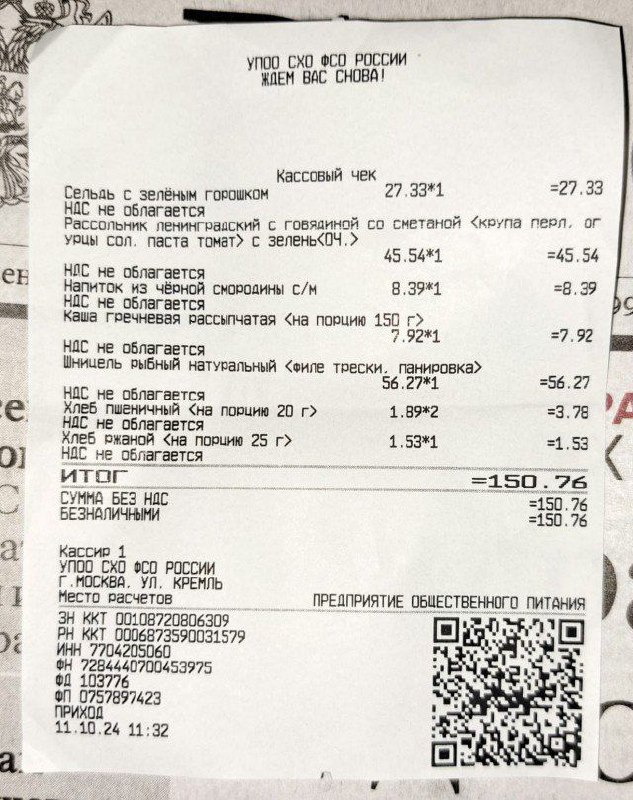 УПОО СХО ФСО РОССИИ
ЖДЕМ ВАС СНОВА!
Кассовый чек
Сельдь с зелёным горошком 27.33*1 =27.33
НДС не облагается
Рассольник ленинградский с говядиной со сметаной <крупа перл, ог
урцы сол. паста томат> с зелень<ОЧ.>
45.54*1 =45.54
НДС не облагается
Напиток из чёрной смородины с/м 8.39*1 =8.39
НДС не облагается
Каша гречневая рассыпчатая <на порцию 150 г>
7.92*1 =7.92
НДС не облагается
Шницель рыбный натуральный <филе трески, панировка>
56.27*1 =56.27
НДС не облагается
Хлеб пшеничный <на порцию 20 г> 1.89*2 =3.78
НДС не облагается
Хлеб ржаной <на порцию 25 г> 1.53*1 =1.53
НДС не облагается
ИТОГ =150.76
СУММА БЕЗ НДС =150.76
БЕЗНАЛИЧНЫМИ =150.76
Кассир 1
УПОО СХО ФСО РОССИИ
Г.МОСКВА, УЛ. КРЕМЛЬ
Место расчетов ПРЕДПРИЯТИЕ ОБЩЕСТВЕННОГО ПИТАНИЯ
ЗН ККТ 00108720806309
РН ККТ 0006873590031579
ИНН 7704205060
ФН 7284440700453975
ФД 103776
ФП 0757897423
ПРИХОД
11.10.24 11:32